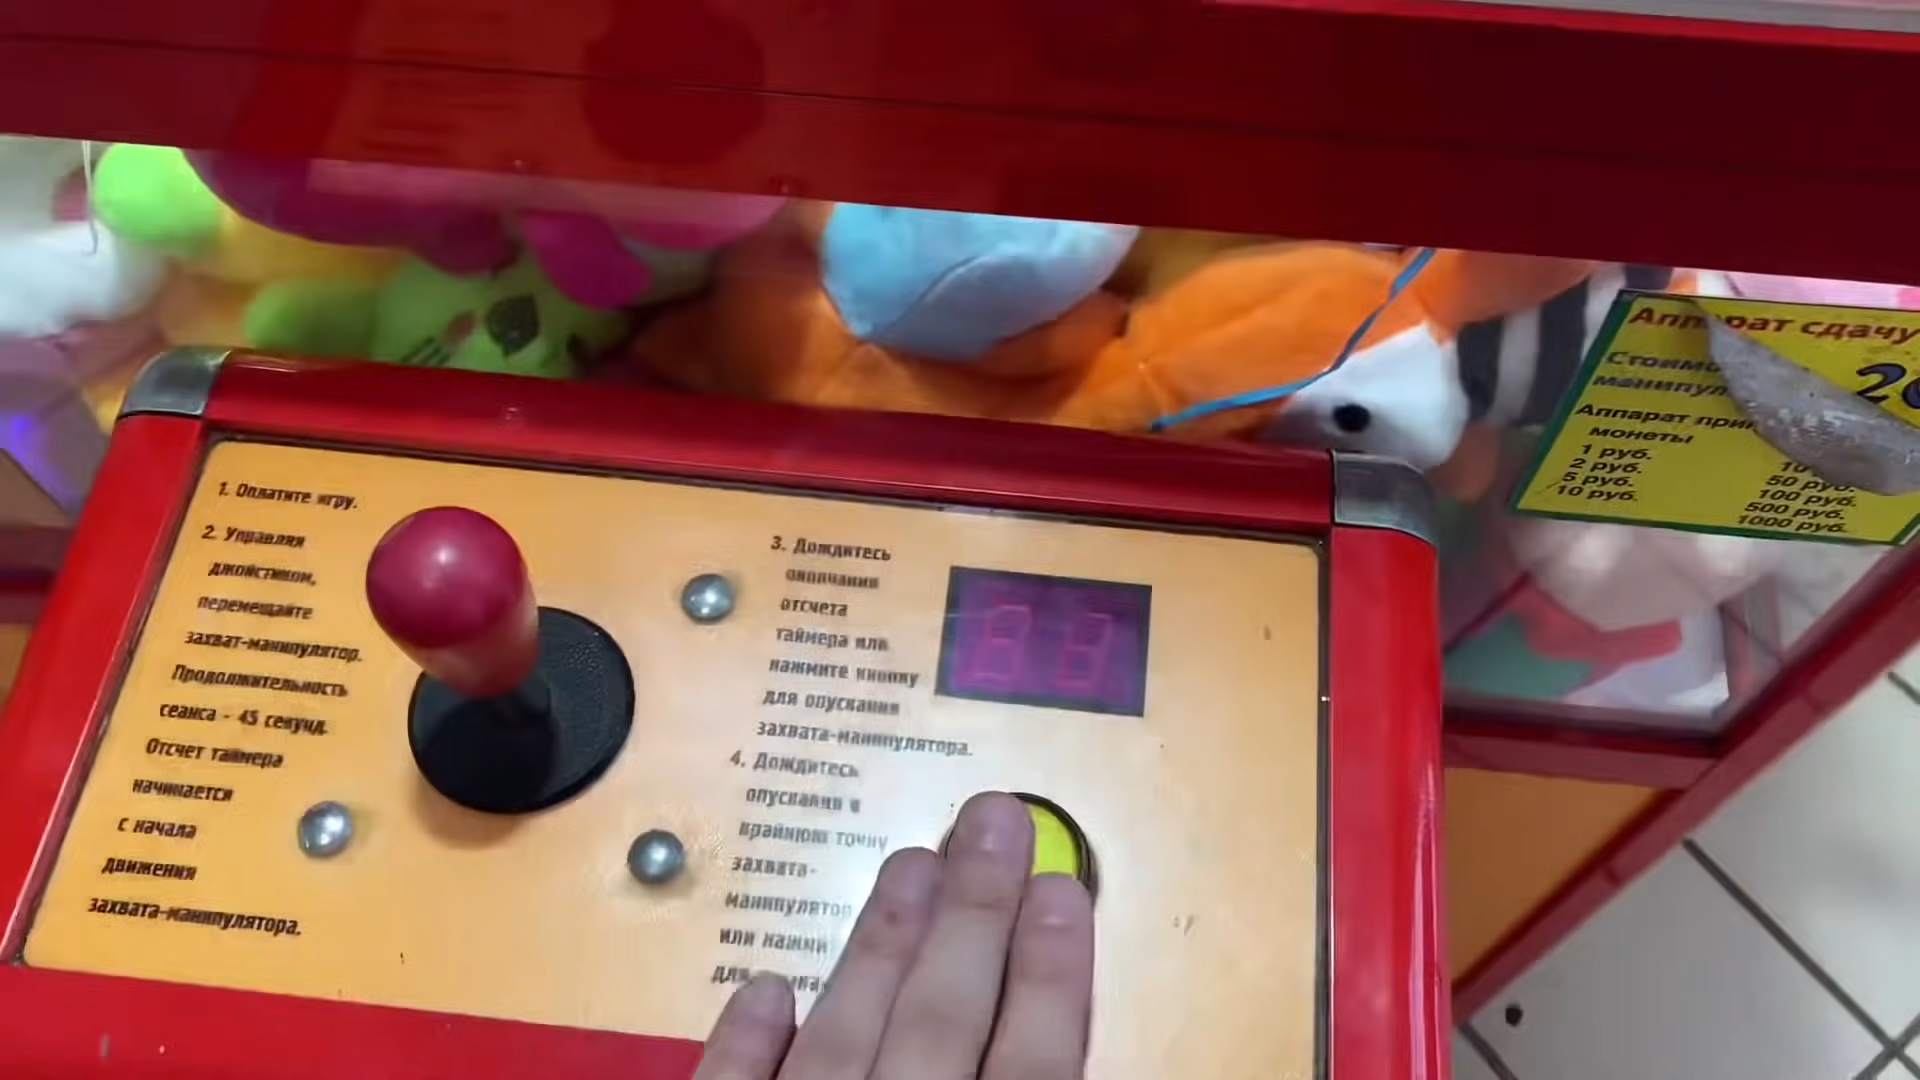 1. Оплатите игру.
2. Управляя
джойстиком,
перемещайте
захват-манипулятор.
Продолжительность
сеанса - 45 секунд.
Отсчет таймера
начинается
с начала
движения
захвата-манипулятора.
3. Дождитесь
окончания
отсчета
таймера или
нажмите кнопку
для опускания
захвата-манипулятора.
4. Дождитесь
опускания в
крайнюю точку
захвата-
манипулятор
или нажми
для
сдачу
манипул
Аппарат
монеты
1 руб.
2 руб.
5 руб.
10 руб.
50 руб.
100 руб.
500 руб.
1000 руб.